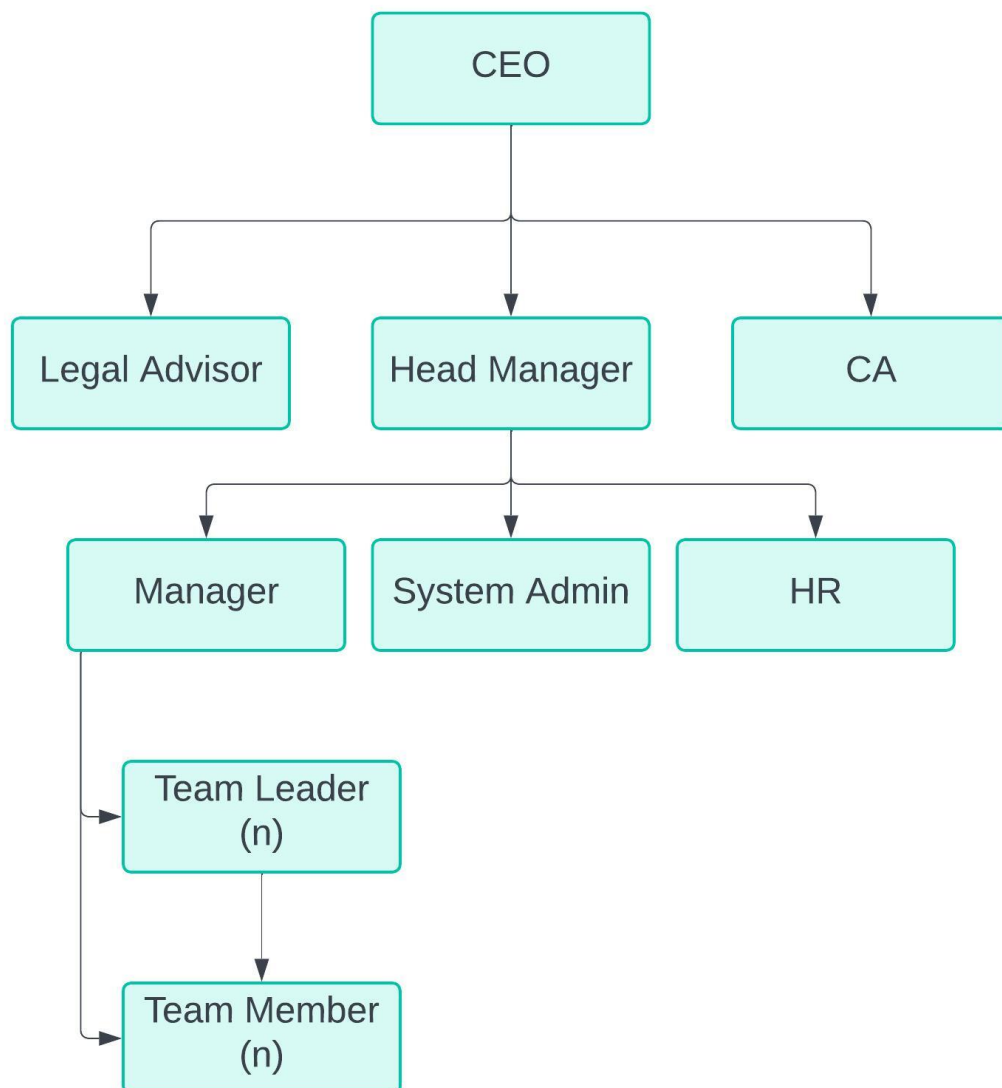 CEO
Legal Advisor
Head Manager
CA
Manager
System Admin
HR
Team Leader
(n)
Team Member
(n)